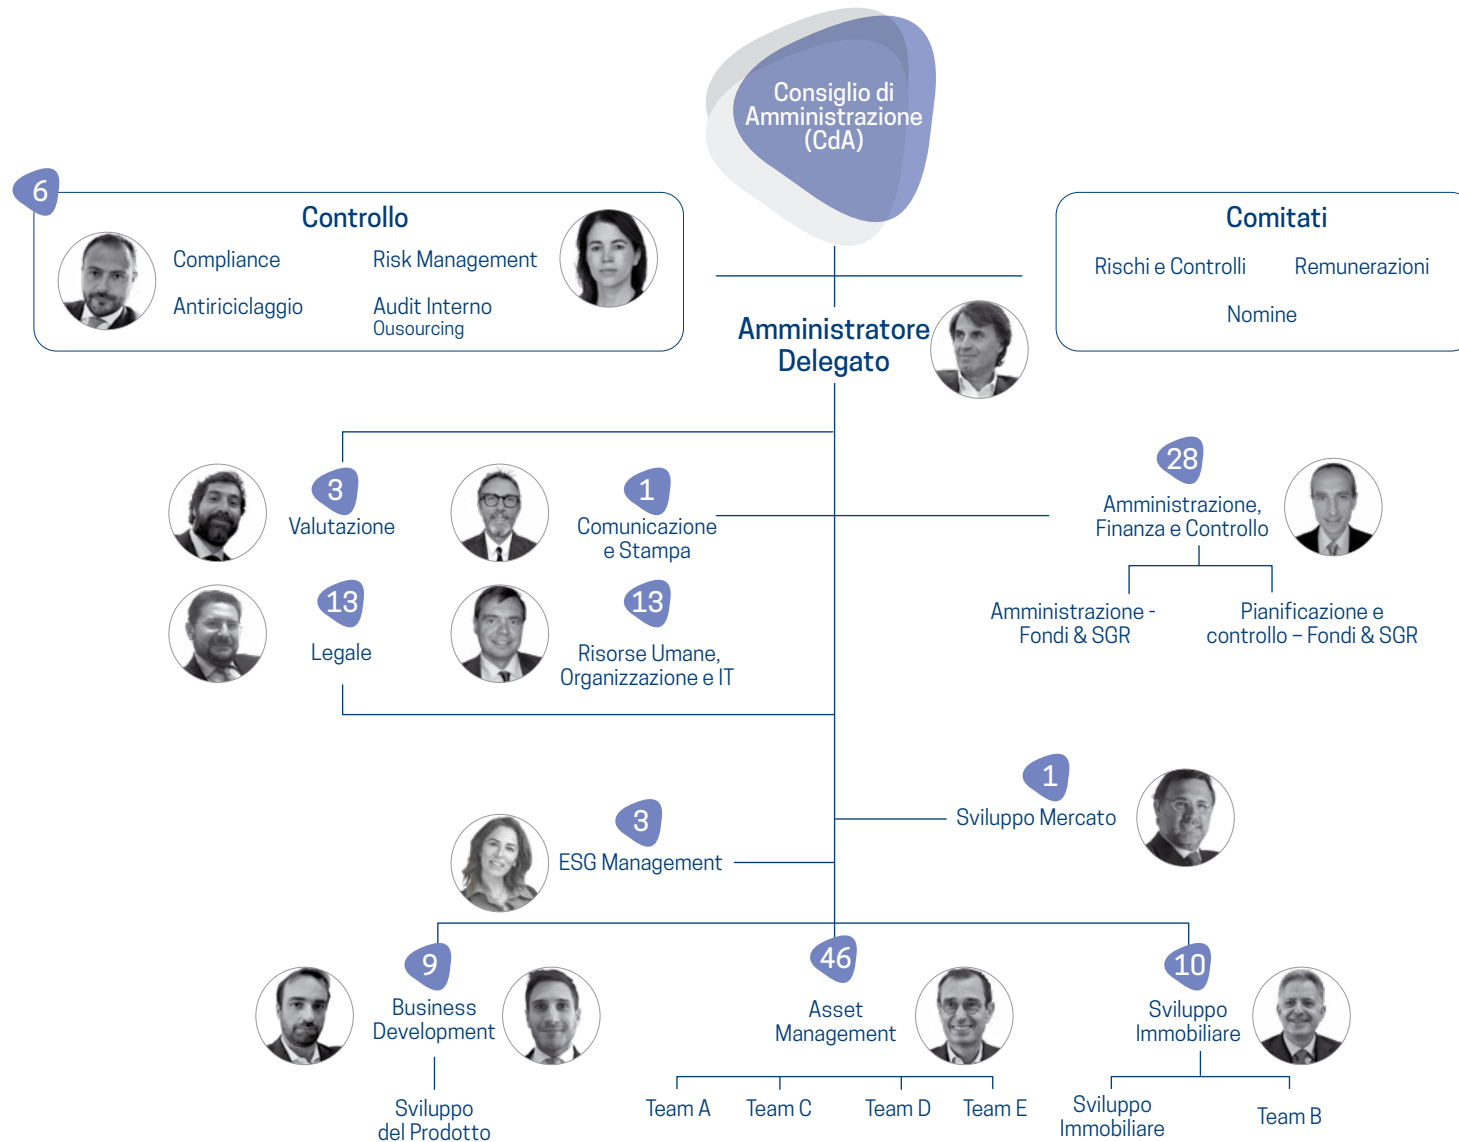 Consiglio di
Amministrazione
(CdA)
6
Controllo
Compliance
Risk Management
Antiriciclaggio
Audit Interno
Ousourcing
Comitati
Rischi e Controlli
Remunerazioni
Nomine
Amministratore
Delegato
3
Valutazione
1
Comunicazione
e Stampa
28
Amministrazione,
Finanza e Controllo
Amministrazione -
Fondi & SGR
Pianificazione e
controllo – Fondi & SGR
13
Legale
13
Risorse Umane,
Organizzazione e IT
1
Sviluppo Mercato
3
ESG Management
9
Business
Development
Sviluppo
del Prodotto
46
Asset
Management
Team A
Team C
Team D
Team E
10
Sviluppo
Immobiliare
Sviluppo
Immobiliare
Team B